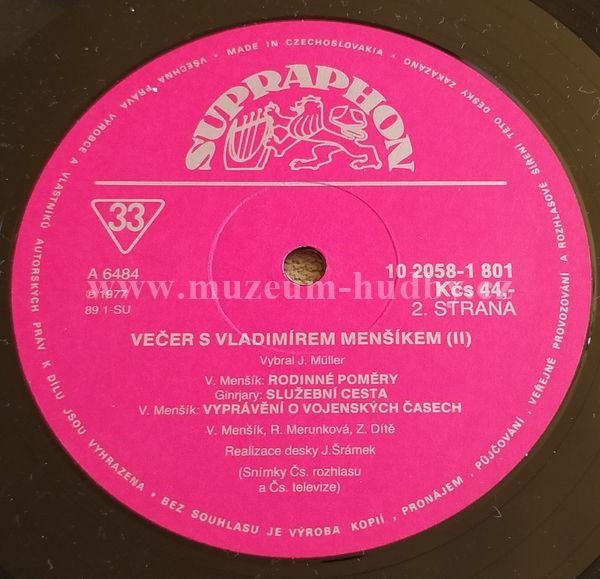 VŠECHNA PRÁVA VÝROBCE A VLASTNÍKŮ AUTORSKÝCH PRÁV K DÍLU JSOU VYHRAZENA • BEZ SOUHLASU JE VÝROBA KOPIÍ, PRONÁJEM, PŮJČOVÁNÍ, VEŘEJNÉ PROVOZOVÁNÍ A ROZHLASOVÉ ŠÍŘENÍ TÉTO DESKY ZAKÁZÁNO • MADE IN CZECHOSLOVAKIA •
SUPRAPHON
33
A 6484
℗ 1977
89 1-SU
10 2058-1 801
Kčs 44,-
2. STRANA
www.muzeum-hudby.cz
VEČER S VLADIMÍREM MENŠÍKEM (II)
Vybral J. Müller
V. Menšík: RODINNÉ POMĚRY
Ginrjary: SLUŽEBNÍ CESTA
V. Menšík: VYPRÁVĚNÍ O VOJENSKÝCH ČASECH
V. Menšík, R. Merunková, Z. Dítě
Realizace desky J.Šrámek
(Snímky Čs. rozhlasu
a Čs. televize)